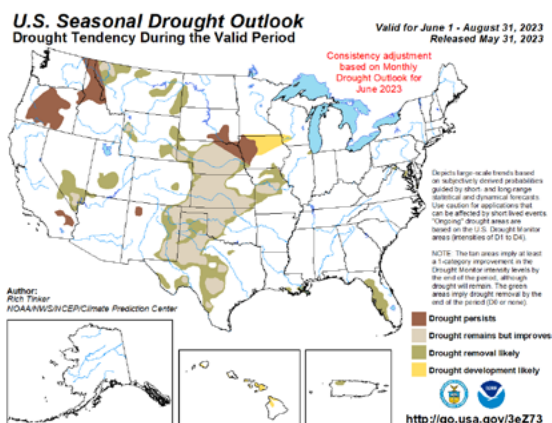 U.S. Seasonal Drought Outlook
Drought Tendency During the Valid Period
Valid for June 1 - August 31, 2023
Released May 31, 2023
Consistency adjustment
based on Monthly
Drought Outlook for
June 2023
Depicts large-scale trends based
on subjectively derived probabilities
guided by short- and long-range
statistical and dynamical forecasts.
Use caution for applications that
can be affected by short lived events.
"Ongoing" drought areas are
based on the U.S. Drought Monitor
areas (intensities of D1 to D4).
NOTE: The tan areas imply at least
a 1-category improvement in the
Drought Monitor intensity levels by
the end of the period, although
drought will remain. The green
areas imply drought removal by the
end of the period (D0 or none).
Author:
Rich Tinker
NOAA/NWS/NCEP/Climate Prediction Center
Drought persists
Drought remains but improves
Drought removal likely
Drought development likely
http://go.usa.gov/3eZ73